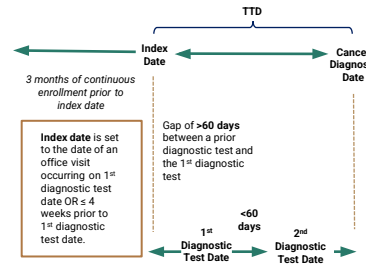 TTD
Index
Date
Cance
Diagnos
Date
3 months of continuous
enrollment prior to
index date
Index date is set
to the date of an
office visit
occurring on 1st
diagnostic test
date OR ≤ 4
weeks prior to
1st diagnostic
test date.
Gap of >60 days
between a prior
diagnostic test and
the 1st diagnostic
test
<60
days
1st
Diagnostic
Test Date
2nd
Diagnostic
Test Date